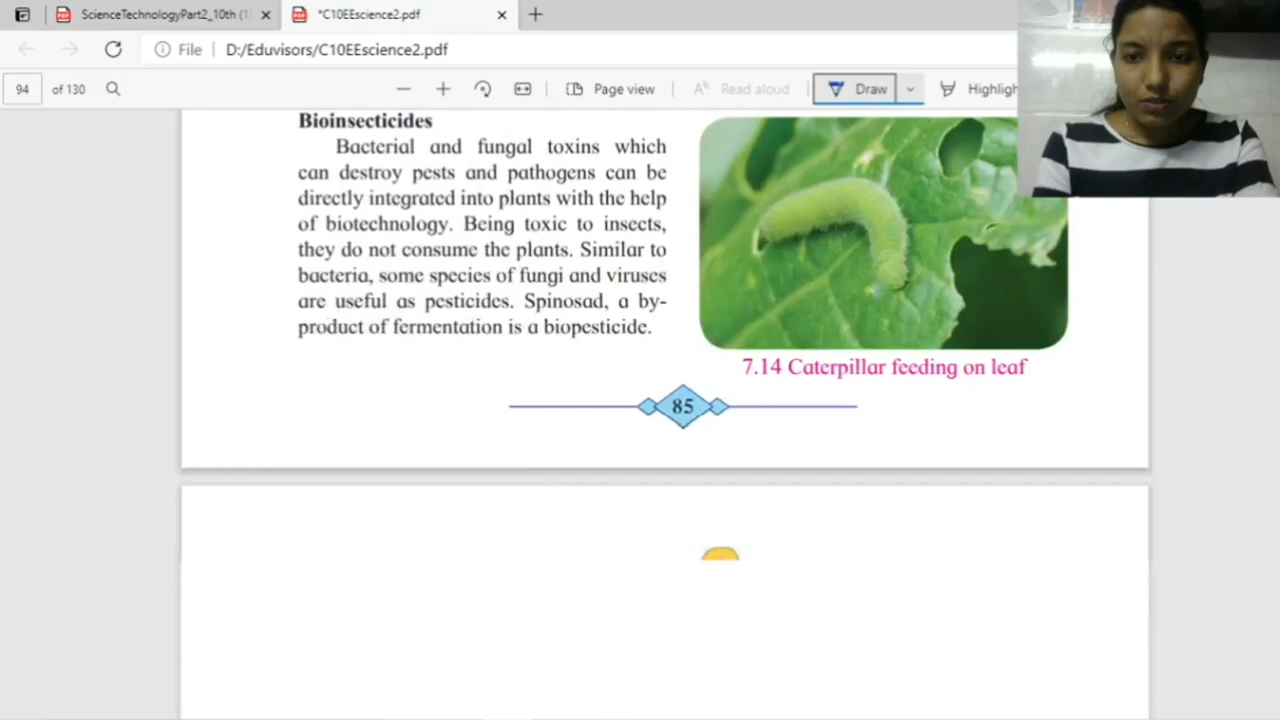 SciencetechnologyPart2_10th (1)
*C10EEscience2.pdf
File
D:/Eduvisors/C10EEscience2.pdf
94 of 130
Page view
Read aloud
Draw
Highligh
Bioinsecticides
Bacterial and fungal toxins which
can destroy pests and pathogens can be
directly integrated into plants with the help
of biotechnology. Being toxic to insects,
they do not consume the plants. Similar to
bacteria, some species of fungi and viruses
are useful as pesticides. Spinosad, a by-
product of fermentation is a biopesticide.
7.14 Caterpillar feeding on leaf
85